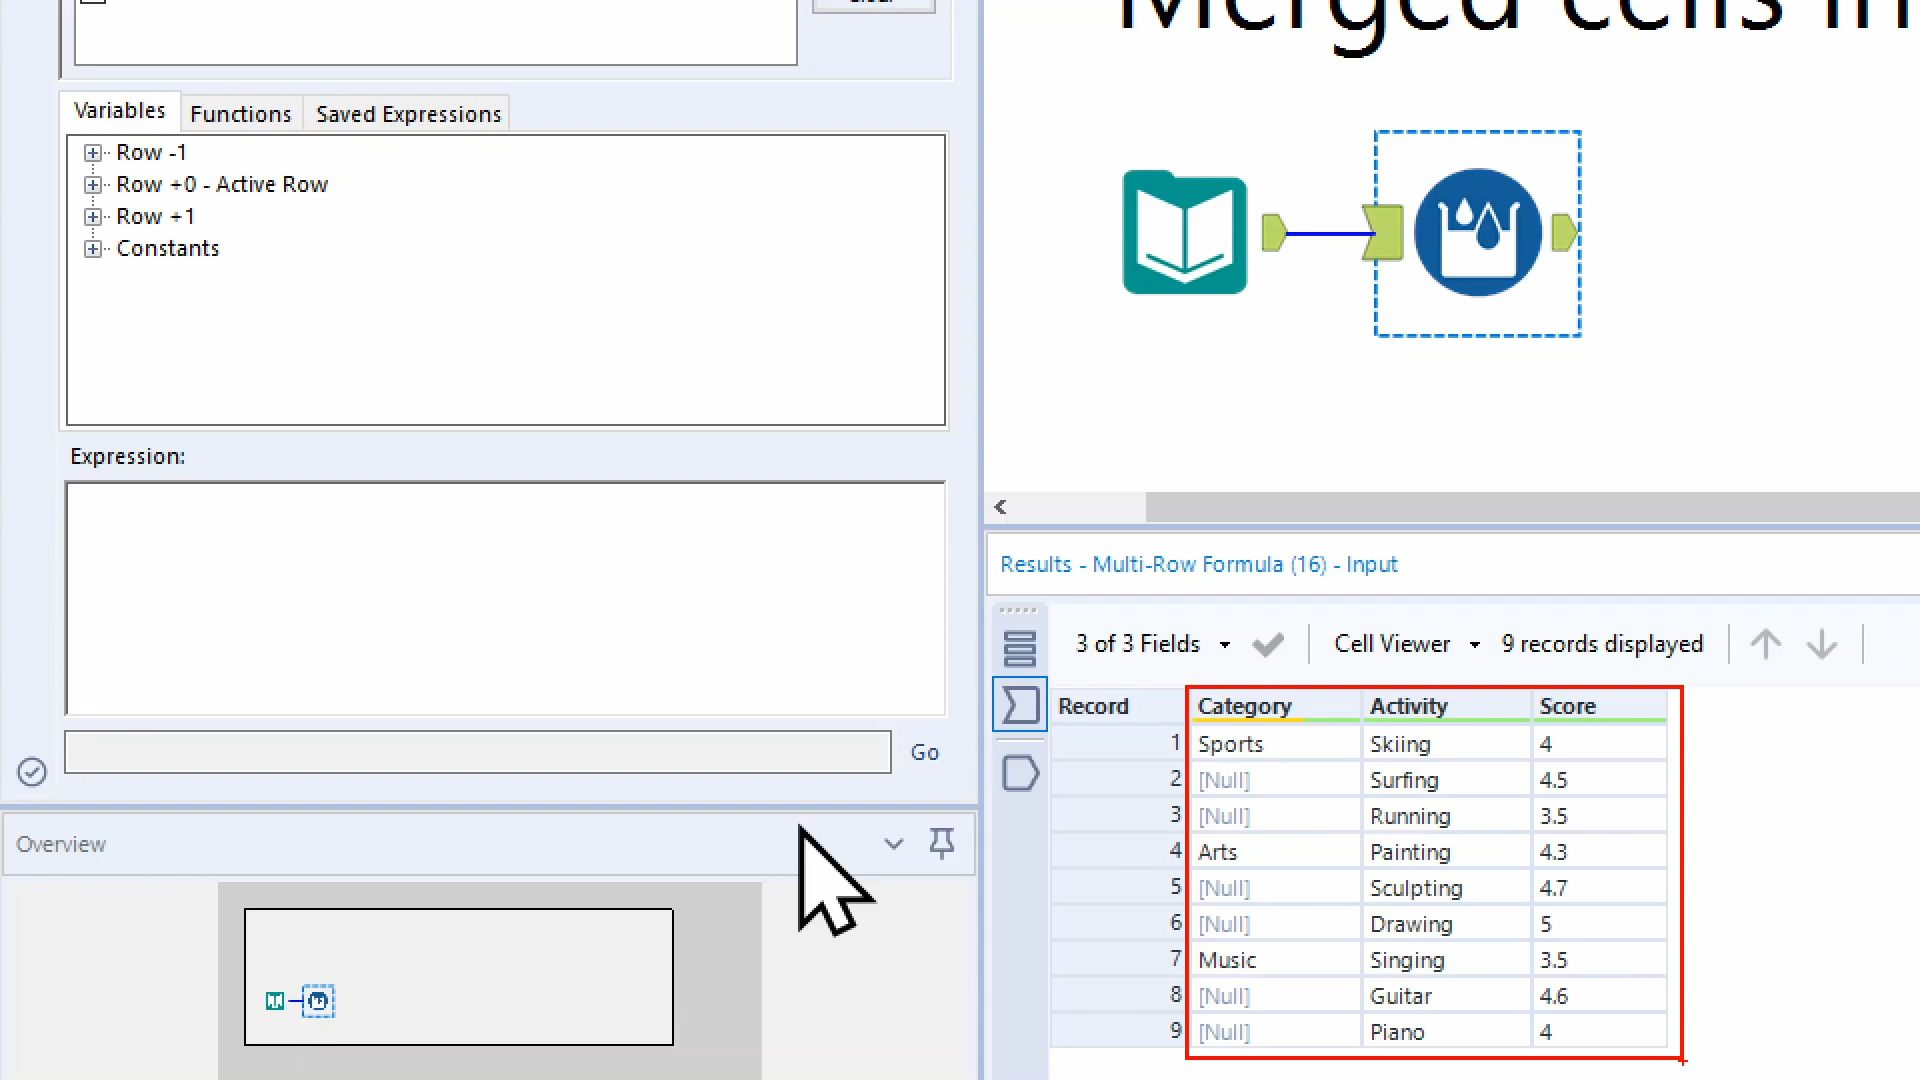 Merged cells in
Variables Functions Saved Expressions
Row -1
Row +0 - Active Row
Row +1
Constants
Expression:
Go
Overview
Results - Multi-Row Formula (16) - Input
3 of 3 Fields Cell Viewer 9 records displayed
Record Category Activity Score
1 Sports Skiing 4
2 [Null] Surfing 4.5
3 [Null] Running 3.5
4 Arts Painting 4.3
5 [Null] Sculpting 4.7
6 [Null] Drawing 5
7 Music Singing 3.5
8 [Null] Guitar 4.6
9 [Null] Piano 4